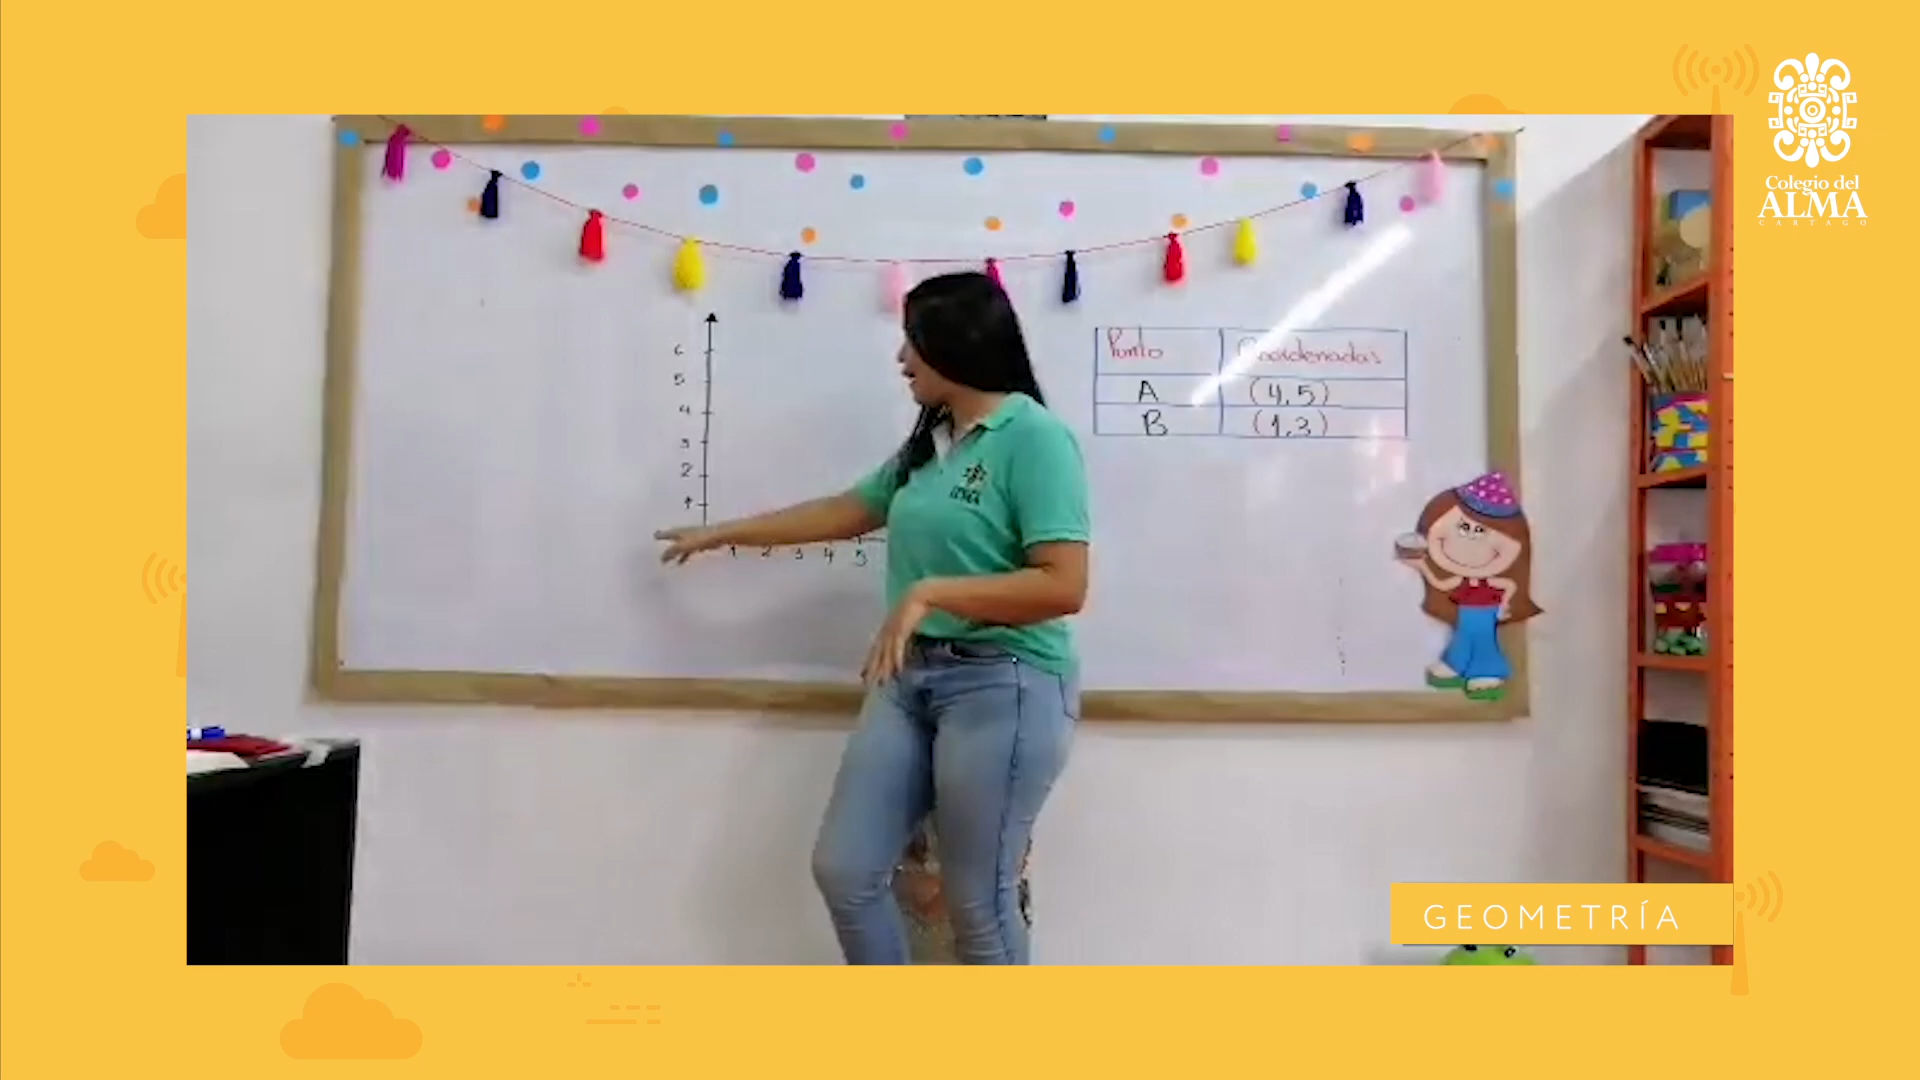 Colegio del
ALMA
CARTAGO
Punto Coordenadas
A (4,5)
B (1,3)
6
5
4
3
2
1
1 2 3 4 5
GEOMETRÍA